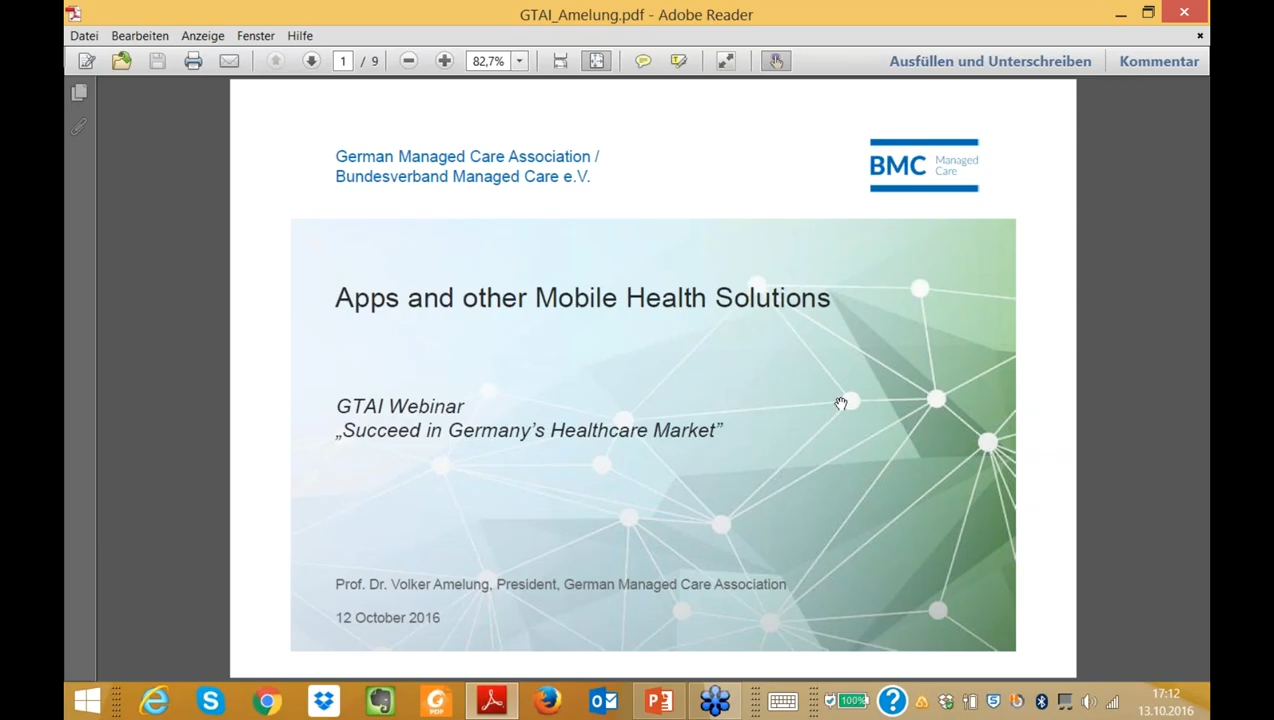 GTAI_Amelung.pdf - Adobe Reader
Datei Bearbeiten Anzeige Fenster Hilfe
1 / 9 82,7% Ausfüllen und Unterschreiben Kommentar
German Managed Care Association /
Bundesverband Managed Care e.V.
BMC Managed
Care
Apps and other Mobile Health Solutions
GTAI Webinar
„Succeed in Germany's Healthcare Market"
Prof. Dr. Volker Amelung, President, German Managed Care Association
12 October 2016
PDF
100%
17:12
13.10.2016